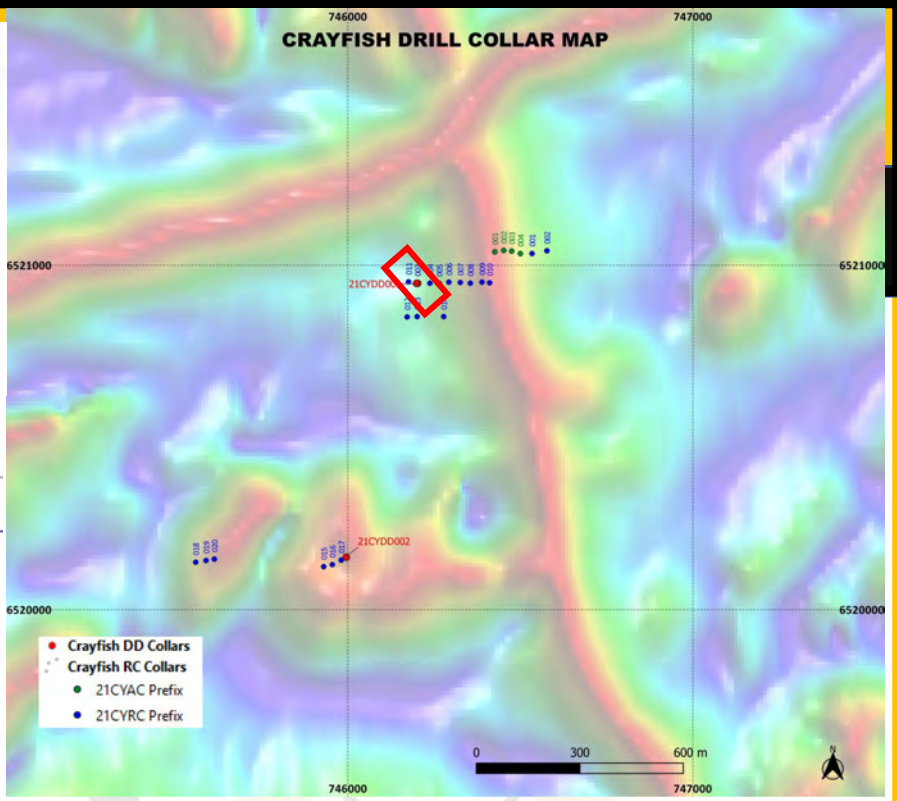 746000 747000
CRAYFISH DRILL COLLAR MAP
001 002 003 004 001 002
6521000 6521000
011 005 006 007 008 009 010
018 019 020 015 016 017 21CYDD002
6520000 6520000
Crayfish DD Collars
Crayfish RC Collars
21CYAC Prefix
21CYRC Prefix
0 300 600 m
N
746000 747000